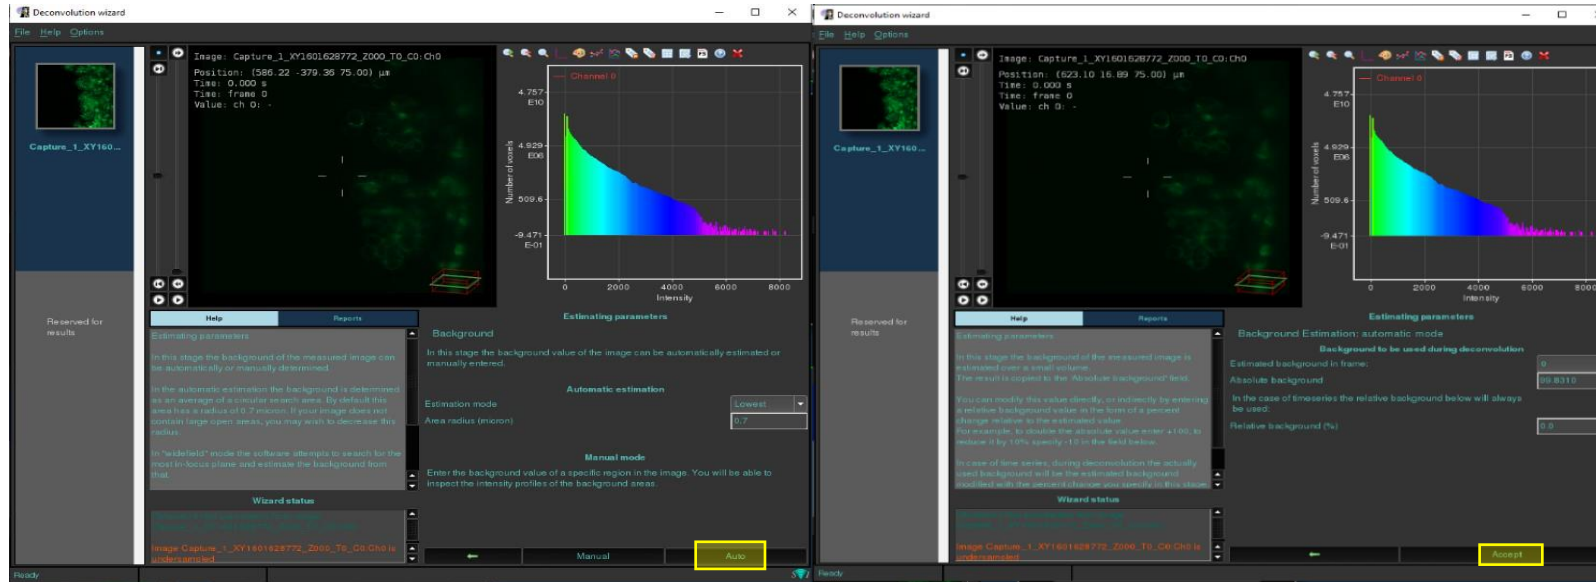 Deconvolution wizard
File Help Options
Capture_1_XY160...
Reserved for
results
Image: Capture_1_XY1601628772_Z000_T0_C0:Ch0
Position: (586.22 -379.36 75.00) µm
Time: 0.000 s
Time: frame 0
Value: ch 0: -
Channel 0
4.757
E10
4.929
E06
509.6
-9.471
E-01
Number of voxels
0 2000 4000 6000 8000
Intensity
Help Reports
Estimating parameters
In this stage the background of the measured image can
be automatically or manually determined.
In the automatic estimation the background is determined
as an average of a circular search area. By default this
area has a radius of 0.7 micron. If your image does not
contain large open areas, you may wish to decrease this
radius.
In "widefield" mode the software attempts to search for the
most in-focus plane and estimate the background from
that.
Wizard status
Image Capture_1_XY1601628772_Z000_T0_C0:Ch0 is
undersampled
Estimating parameters
Background
In this stage the background value of the image can be automatically estimated or
manually entered.
Automatic estimation
Estimation mode Lowest
Area radius (micron) 0.7
Manual mode
Enter the background value of a specific region in the image. You will be able to
inspect the intensity profiles of the background areas.
Manual Auto
Ready
Deconvolution wizard
File Help Options
Capture_1_XY160...
Reserved for
results
Image: Capture_1_XY1601628772_Z000_T0_C0:Ch0
Position: (623.10 16.89 75.00) µm
Time: 0.000 s
Time: frame 0
Value: ch 0: -
Channel 0
4.757
E10
4.929
E06
509.6
-9.471
E-01
Number of voxels
0 2000 4000 6000 8000
Intensity
Help Reports
Estimating parameters
In this stage the background of the measured image is
estimated over a small volume.
The result is copied to the 'Absolute background' field.
You can modify this value directly, or indirectly by entering
a relative background value in the form of a percent
change relative to the estimated value.
For example, to double the absolute value enter +100, to
reduce it by 10% specify -10 in the field below.
In case of time series, during deconvolution the actually
used background will be the estimated background
modified with the percent change you specify in this stage.
Wizard status
Image Capture_1_XY1601628772_Z000_T0_C0:Ch0 is
undersampled
Estimating parameters
Background Estimation: automatic mode
Background to be used during deconvolution
Estimated background in frame: 0
Absolute background 99.8310
In the case of timeseries the relative background below will always
be used:
Relative background (%) 0.0
Accept
Ready